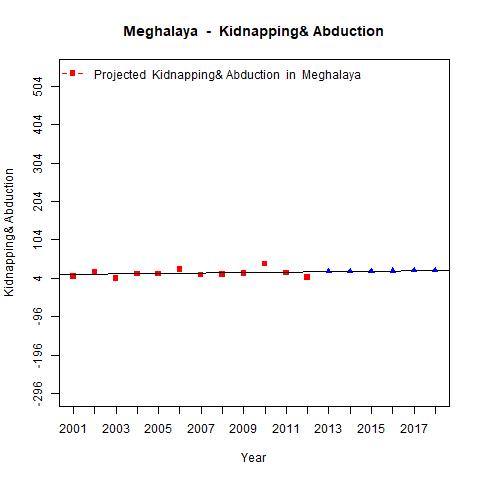 Meghalaya - Kidnapping& Abduction
Projected Kidnapping& Abduction in Meghalaya
Kidnapping& Abduction
504
404
304
204
104
4
-96
-196
-296
2001 2003 2005 2007 2009 2011 2013 2015 2017
Year